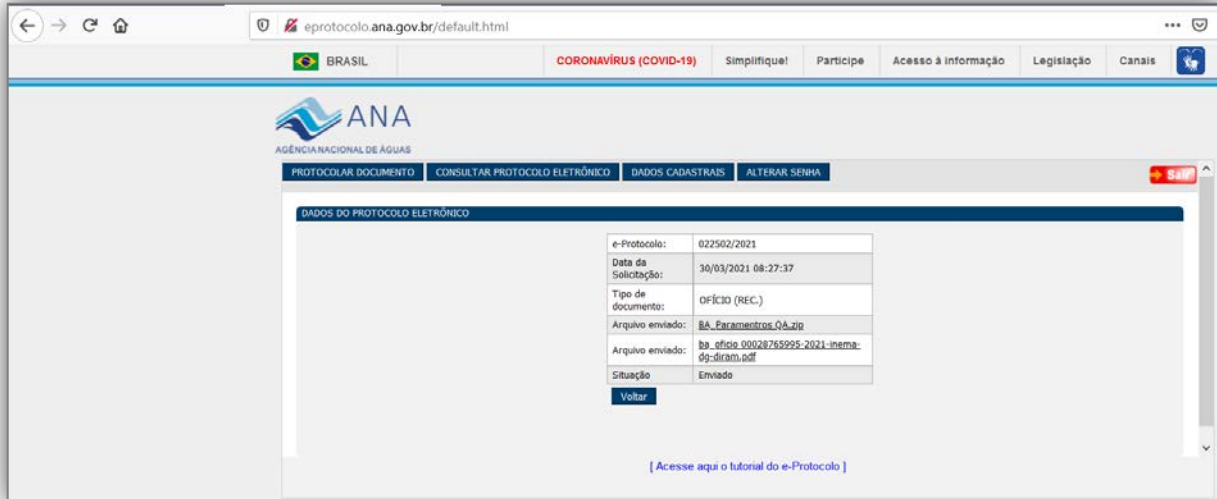 eprotocolo.ana.gov.br/default.html
BRASIL
CORONAVÍRUS (COVID-19)
Simplifique!
Participe
Acesso à informação
Legislação
Canais
ANA
AGÊNCIA NACIONAL DE ÁGUAS
PROTOCOLAR DOCUMENTO
CONSULTAR PROTOCOLO ELETRÔNICO
DADOS CADASTRAIS
ALTERAR SENHA
Sair
DADOS DO PROTOCOLO ELETRÔNICO
e-Protocolo: 022502/2021
Data da
Solicitação: 30/03/2021 08:27:37
Tipo de
documento: OFÍCIO (REC.)
Arquivo enviado: BA_Paramentros QA.zip
Arquivo enviado: ba_oficio 00028765995-2021-inema-
dg-diram.pdf
Situação Enviado
Voltar
[ Acesse aqui o tutorial do e-Protocolo ]